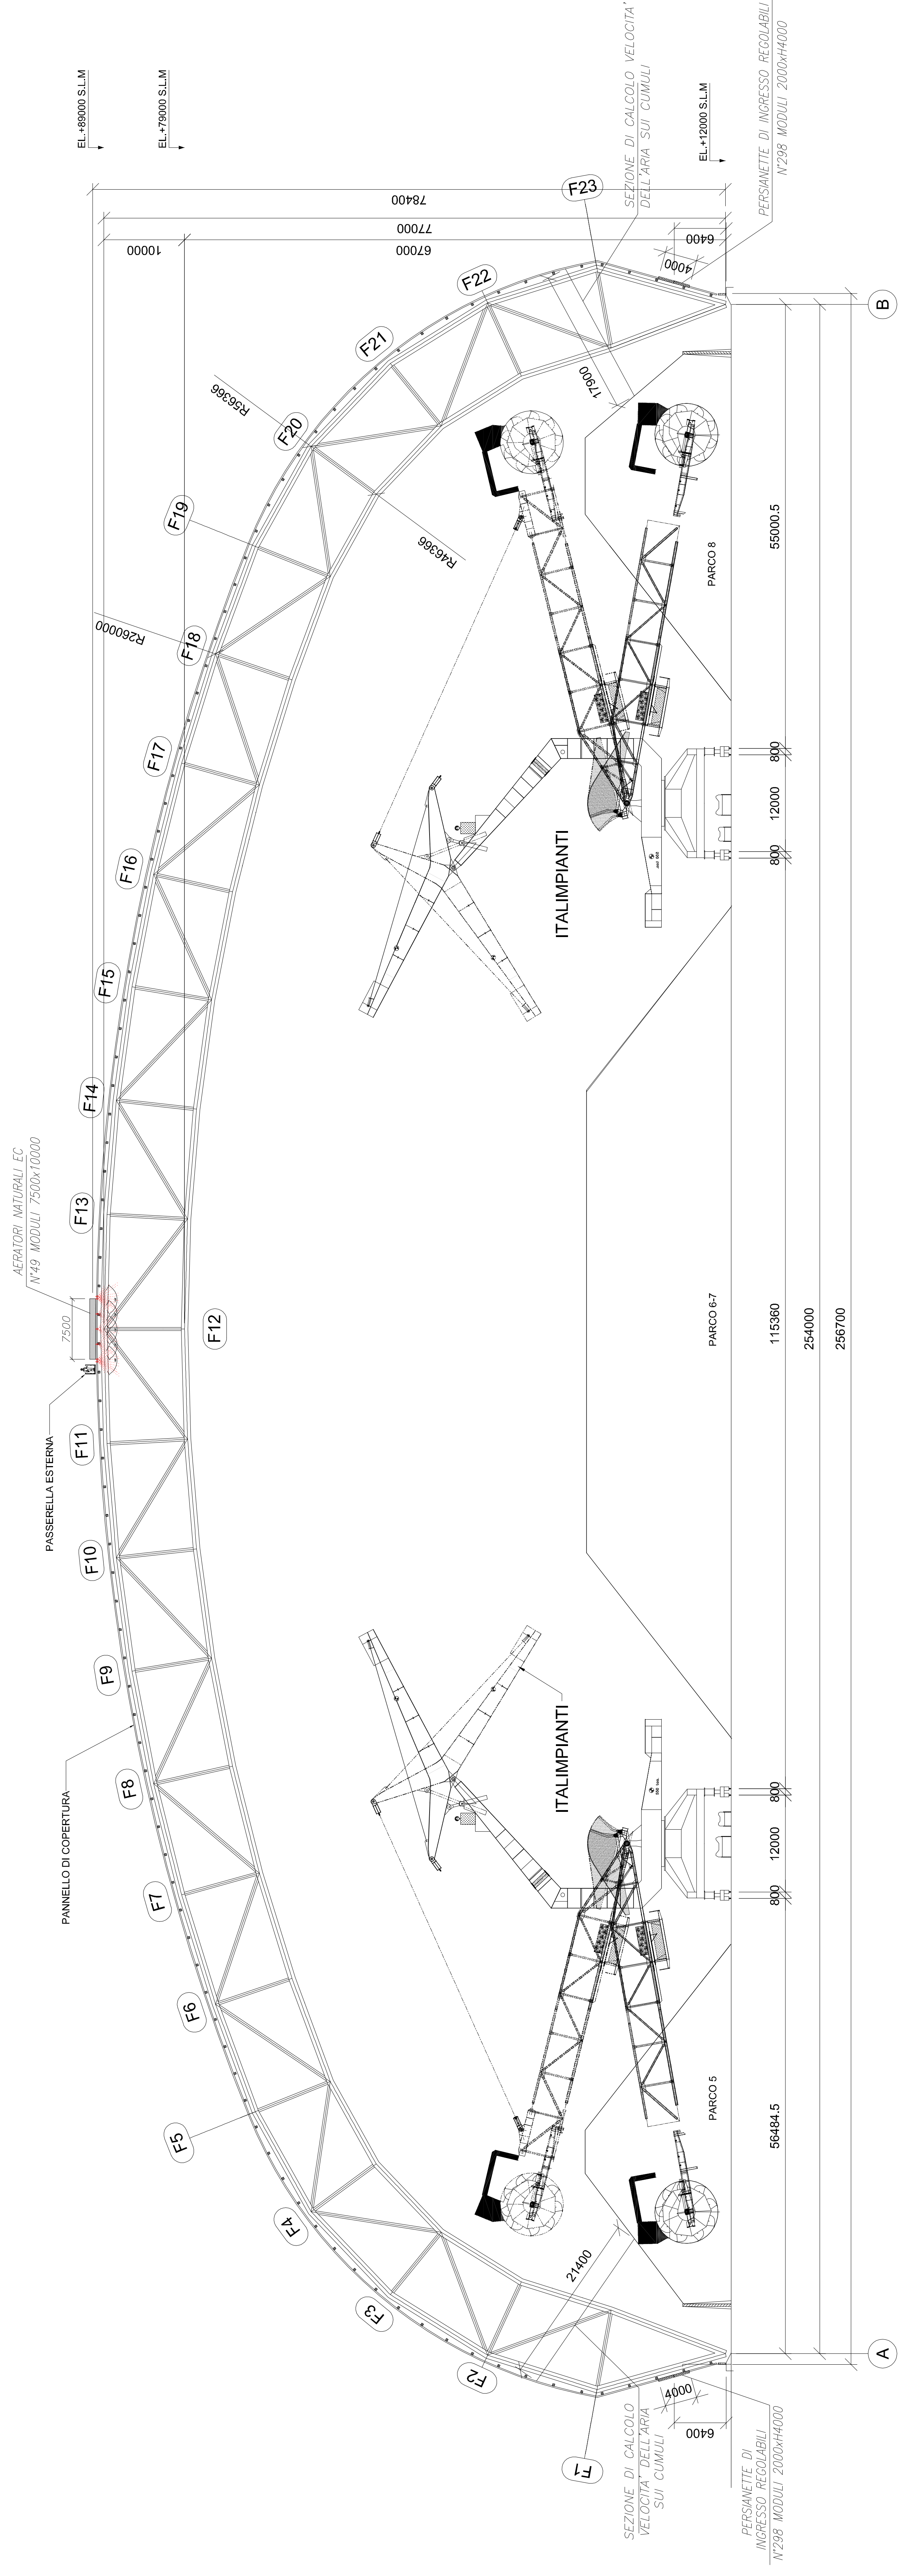 EL.+89000 S.L.M
EL.+79000 S.L.M
EL.+12000 S.L.M
AERATORI NATURALI EC
N°49 MODULI 7500x10000
7500
PASSERELLA ESTERNA
PANNELLO DI COPERTURA
F1
F2
F3
F4
F5
F6
F7
F8
F9
F10
F11
F12
F13
F14
F15
F16
F17
F18
F19
F20
F21
F22
F23
R260000
R56366
R46366
78400
77000
10000
67000
6400
4000
SEZIONE DI CALCOLO VELOCITA'
DELL'ARIA SUI CUMULI
PERSIANETTE DI INGRESSO REGOLABILI
N°298 MODULI 2000xH4000
17900
21400
ITALIMPIANTI
ITALIMPIANTI
PARCO 5
PARCO 6-7
PARCO 8
SEZIONE DI CALCOLO
VELOCITA' DELL'ARIA
SUI CUMULI
4000
6400
PERSIANETTE DI
INGRESSO REGOLABILI
N°298 MODULI 2000xH4000
56484.5
800
12000
800
115360
800
12000
800
55000.5
254000
256700
A
B